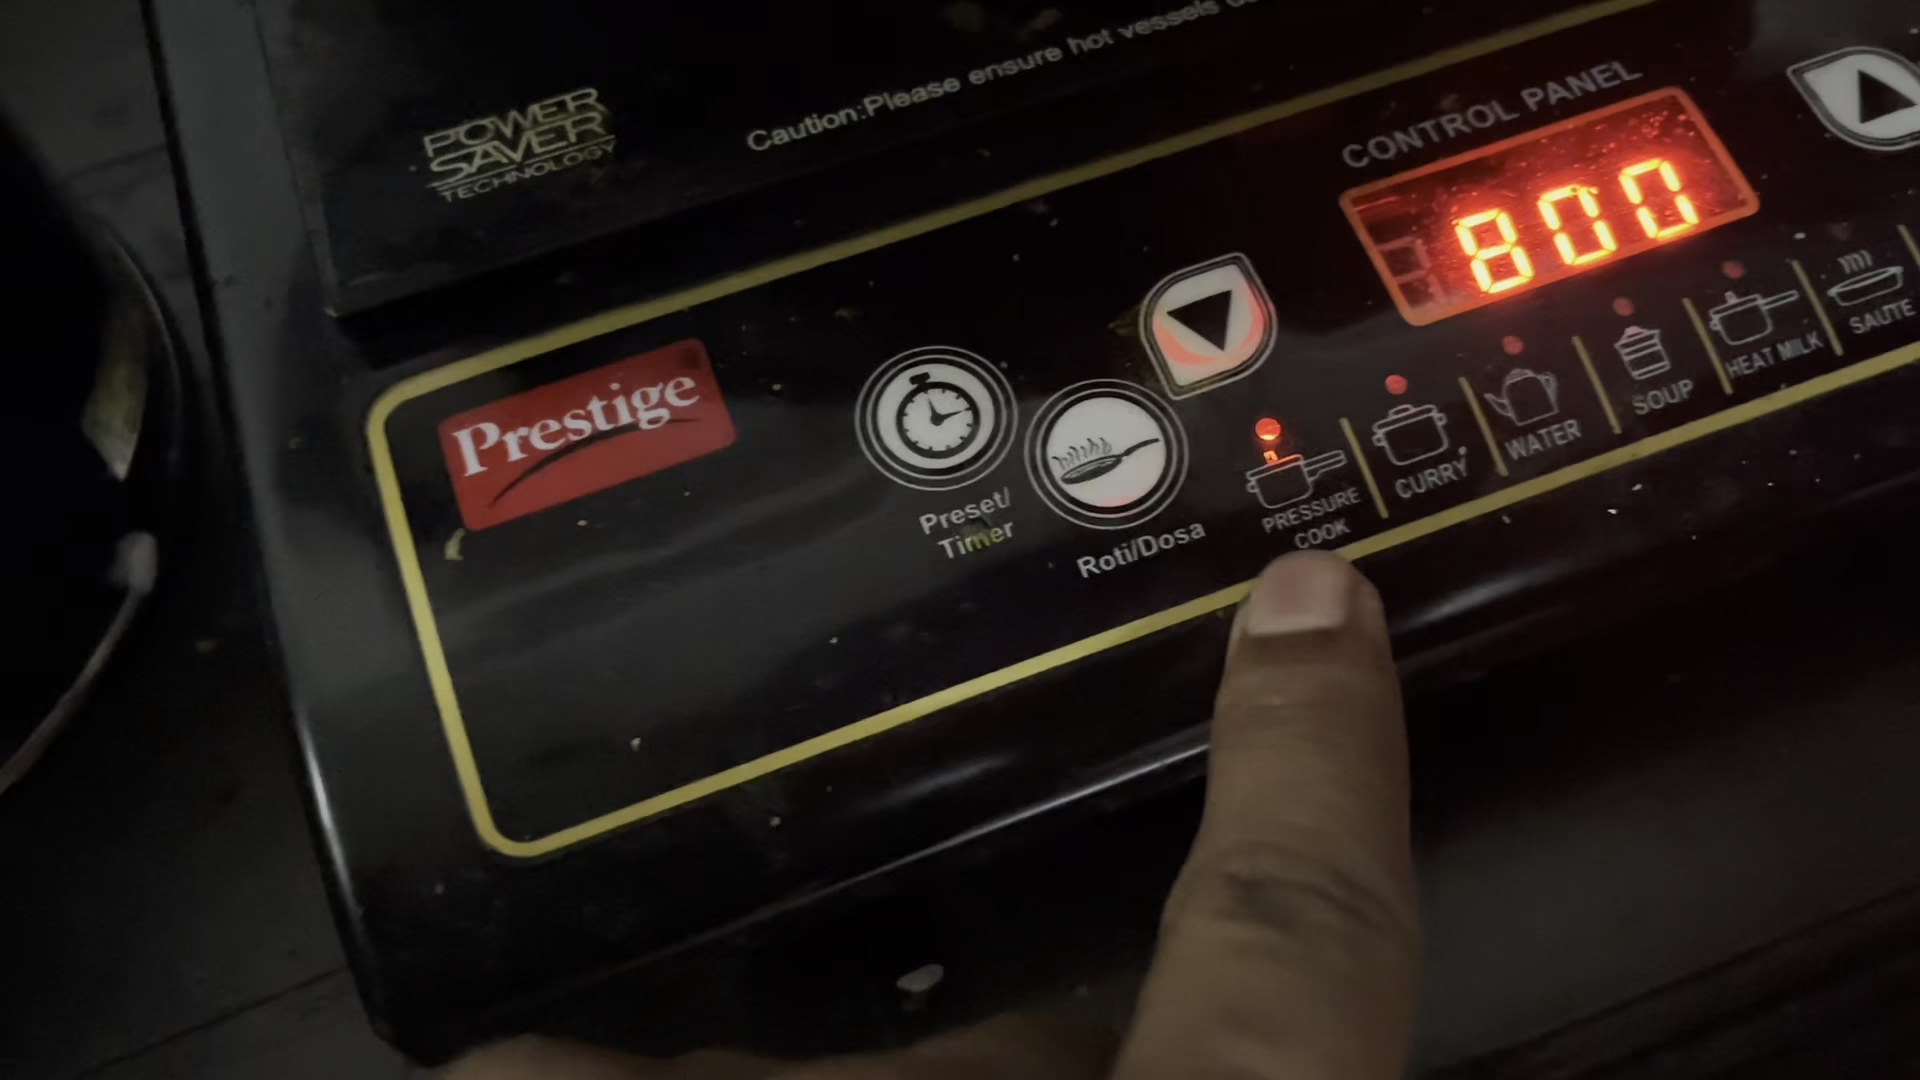 POWER
SAVER
TECHNOLOGY
Caution:Please ensure hot vessels
CONTROL PANEL
800
Prestige
Preset/
Timer
Roti/Dosa
PRESSURE
COOK
CURRY
WATER
SOUP
HEAT MILK
SAUTE